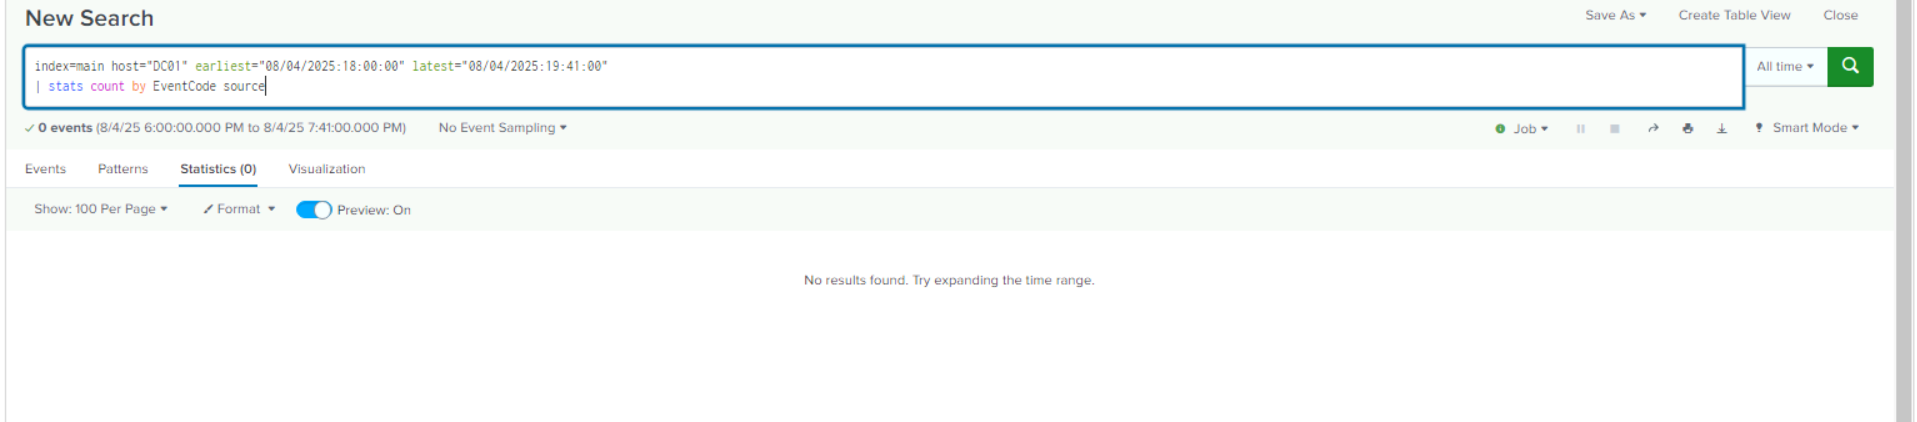 New Search
Save As ▾ Create Table View Close
index=main host="DC01" earliest="08/04/2025:18:00:00" latest="08/04/2025:19:41:00"
| stats count by EventCode source
All time ▾
✓ 0 events (8/4/25 6:00:00.000 PM to 8/4/25 7:41:00.000 PM) No Event Sampling ▾
Job ▾ Smart Mode ▾
Events Patterns Statistics (0) Visualization
Show: 100 Per Page ▾ Format ▾ Preview: On
No results found. Try expanding the time range.